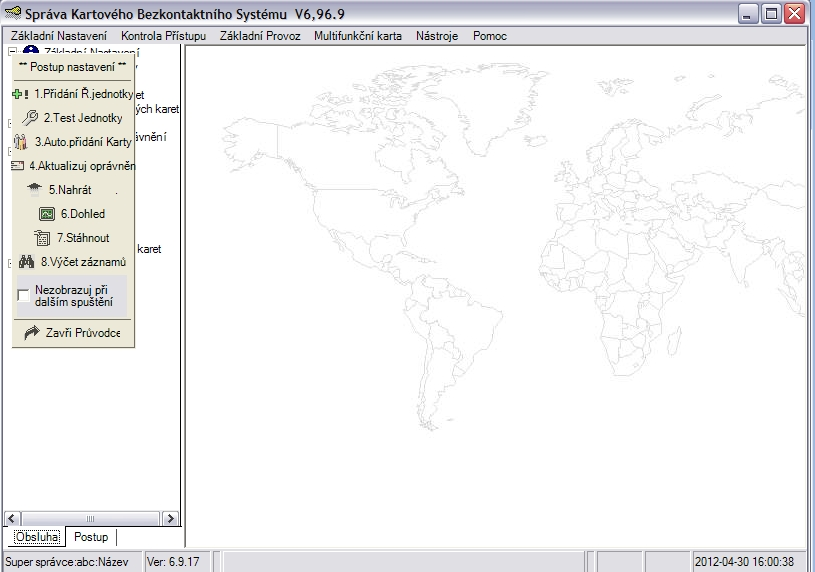 Správa Kartového Bezkontaktního Systému V6,96.9
Základní Nastavení Kontrola Přístupu Základní Provoz Multifunkční karta Nástroje Pomoc
Základní Nastavení
** Postup nastavení **
1.Přidání Ř.jednotky
et
ých karet
2.Test Jednotky
ávnění
3.Auto.přidání Karty
4.Aktualizuj oprávněn
5.Nahrát .
6.Dohled
7.Stáhnout
karet
8.Výčet záznamů
Nezobrazuj při
dalším spuštění
Zavři Průvodce
Obsluha Postup
Super správce:abc:Název Ver: 6.9.17 2012-04-30 16:00:38